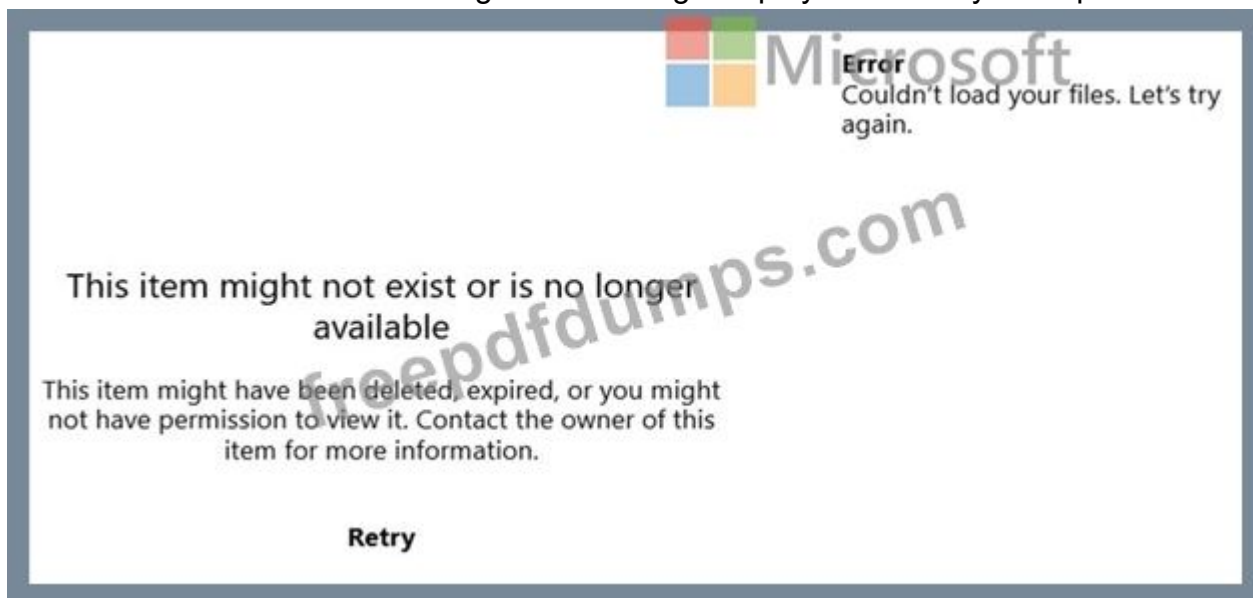 Microsoft
Error
Couldn't load your files. Let's try
again.
This item might not exist or is no longer
available
freepdfdumps.com
This item might have been deleted, expired, or you might
not have permission to view it. Contact the owner of this
item for more information.
Retry